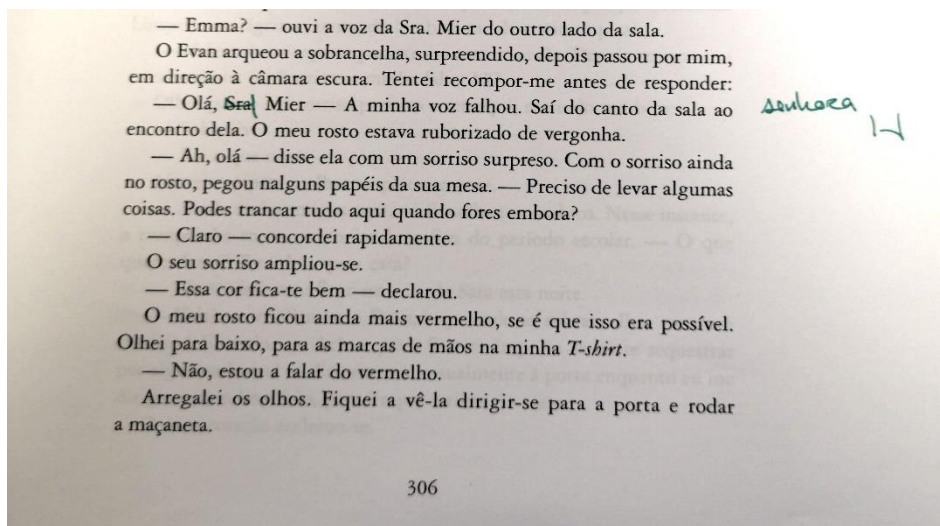 — Emma? — ouvi a voz da Sra. Mier do outro lado da sala.
O Evan arqueou a sobrancelha, surpreendido, depois passou por mim,
em direção à câmara escura. Tentei recompor-me antes de responder:
— Olá, Sra. Mier — A minha voz falhou. Saí do canto da sala ao
senhora
encontro dela. O meu rosto estava ruborizado de vergonha.
— Ah, olá — disse ela com um sorriso surpreso. Com o sorriso ainda
no rosto, pegou nalguns papéis da sua mesa. — Preciso de levar algumas
coisas. Podes trancar tudo aqui quando fores embora?
— Claro — concordei rapidamente.
O seu sorriso ampliou-se.
— Essa cor fica-te bem — declarou.
O meu rosto ficou ainda mais vermelho, se é que isso era possível.
Olhei para baixo, para as marcas de mãos na minha T-shirt.
— Não, estou a falar do vermelho.
Arregalei os olhos. Fiquei a vê-la dirigir-se para a porta e rodar
a maçaneta.
306